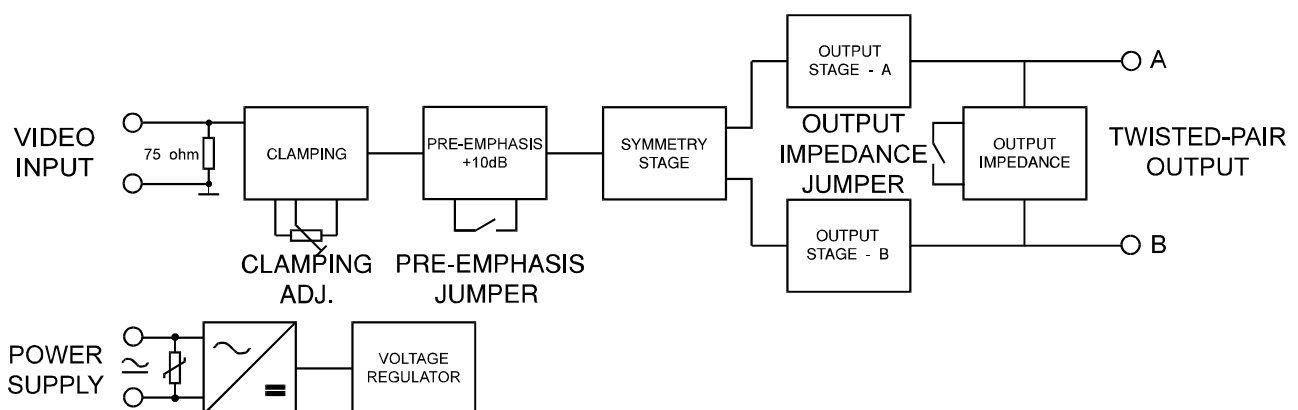 VIDEO
INPUT
75 ohm
CLAMPING
CLAMPING
ADJ.
PRE-EMPHASIS
+10dB
PRE-EMPHASIS
JUMPER
SYMMETRY
STAGE
OUTPUT
STAGE - A
OUTPUT
IMPEDANCE
JUMPER
OUTPUT
STAGE - B
OUTPUT
IMPEDANCE
A
TWISTED-PAIR
OUTPUT
B
POWER
SUPPLY
VOLTAGE
REGULATOR